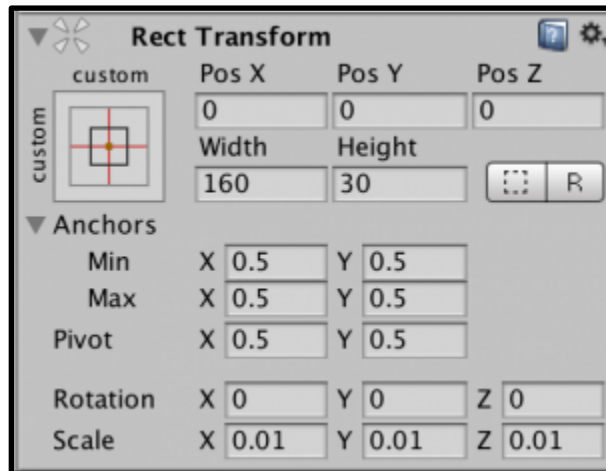 Rect Transform
custom Pos X Pos Y Pos Z
custom
0 0 0
Width Height
160 30 R
Anchors
Min X 0.5 Y 0.5
Max X 0.5 Y 0.5
Pivot X 0.5 Y 0.5
Rotation X 0 Y 0 Z 0
Scale X 0.01 Y 0.01 Z 0.01